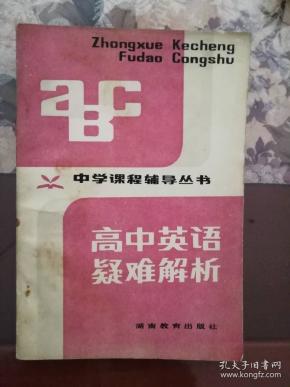 Zhongxue Kecheng
Fudao Congshu
aBC
中学课程辅导丛书
高中英语
疑难解析
湖南教育出版社
孔夫子旧书网